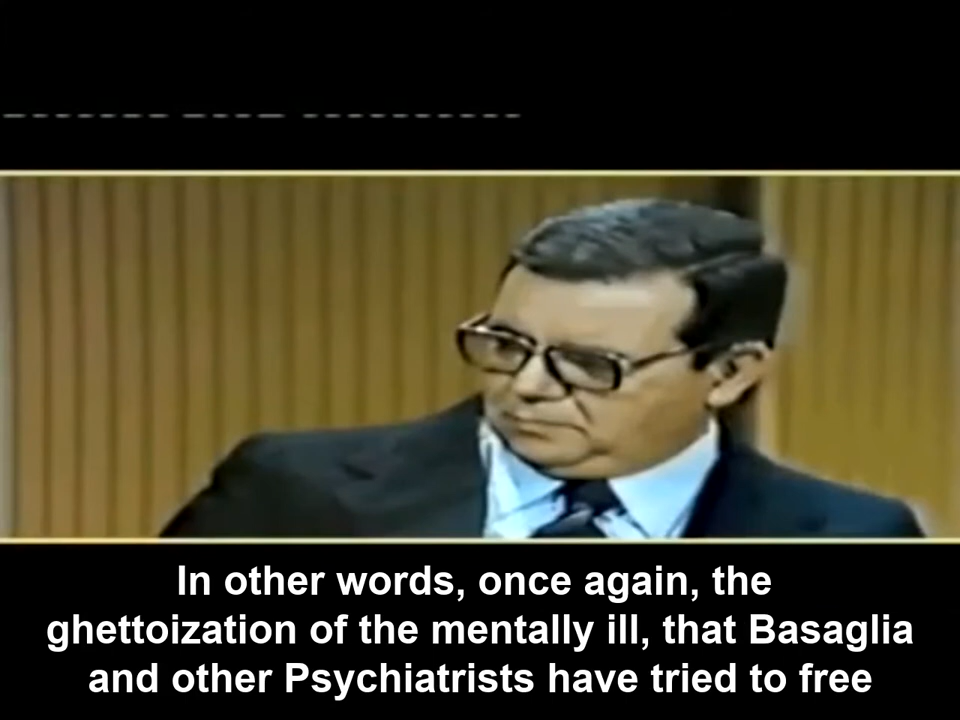 In other words, once again, the
ghettoization of the mentally ill, that Basaglia
and other Psychiatrists have tried to free